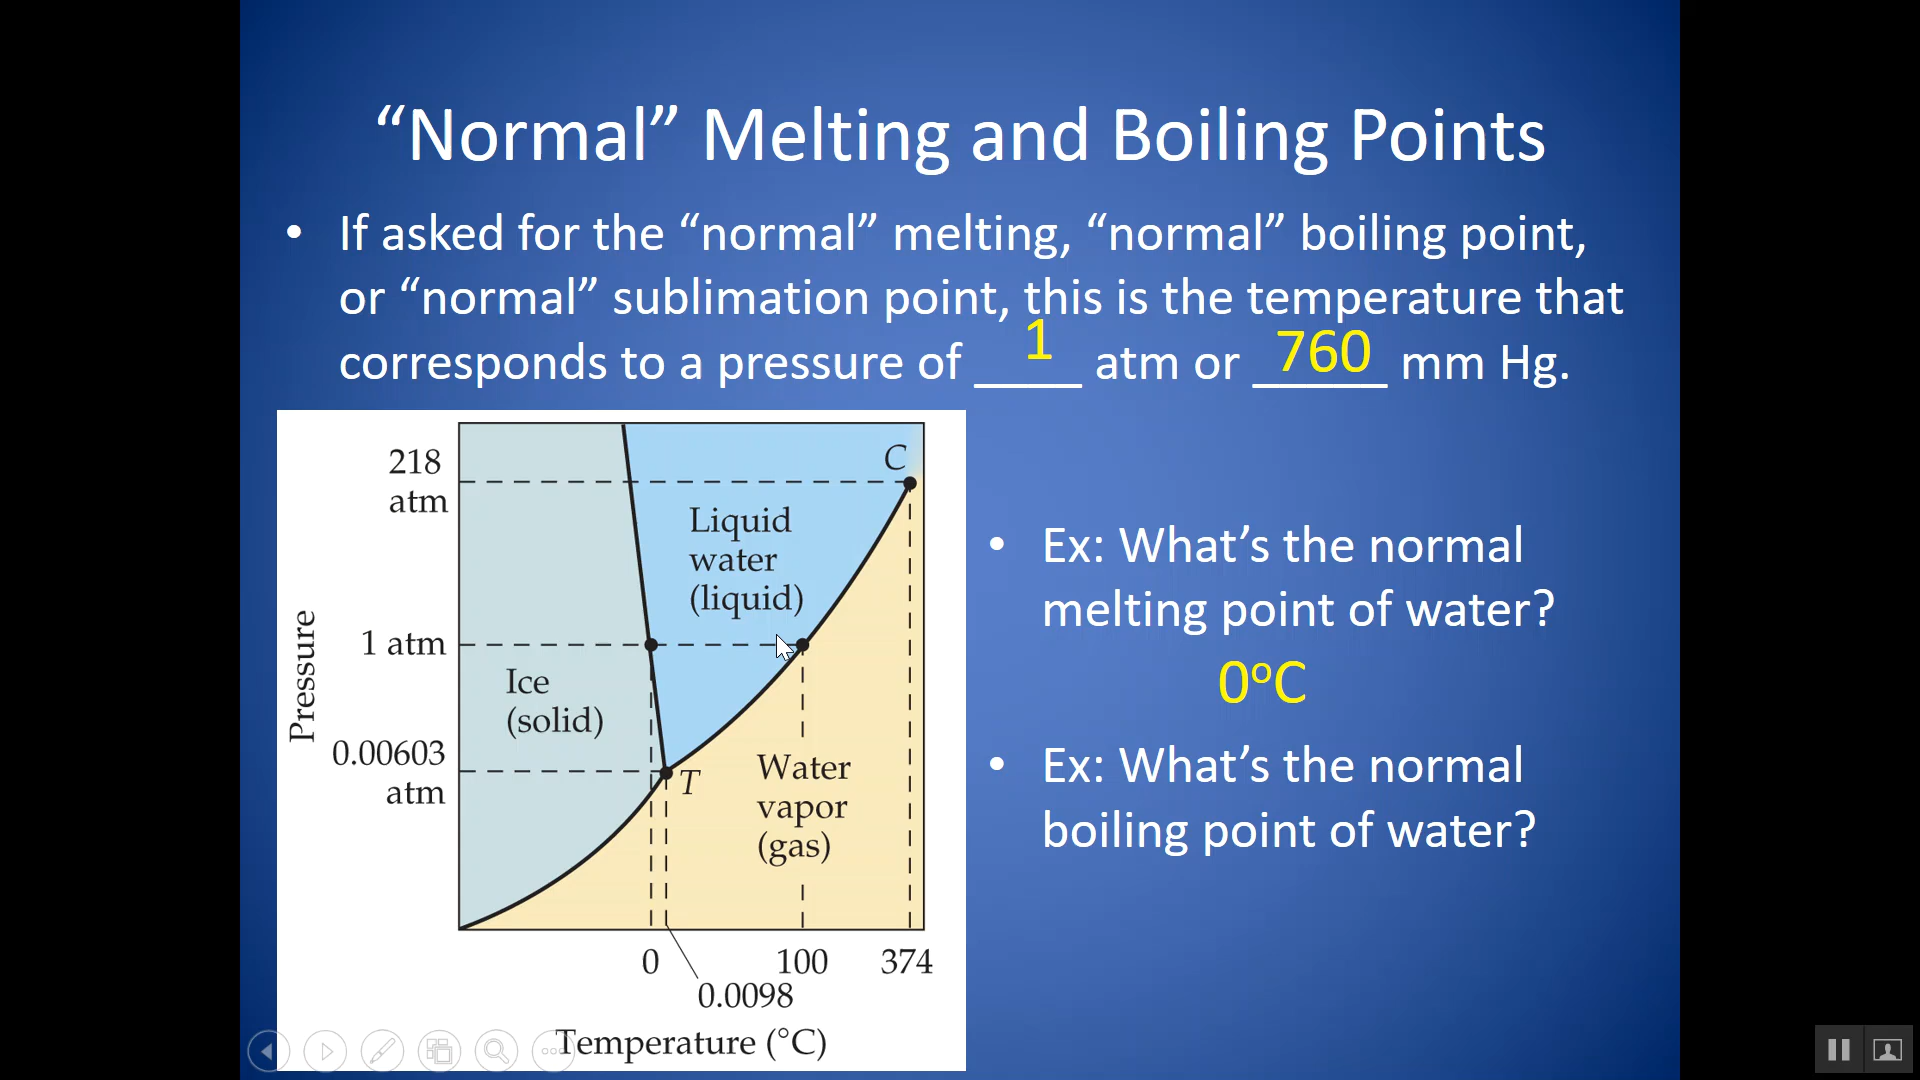 “Normal” Melting and Boiling Points
• If asked for the “normal” melting, “normal” boiling point,
or “normal” sublimation point, this is the temperature that
corresponds to a pressure of 1 atm or 760 mm Hg.
218
atm
C
Liquid
water
(liquid)
1 atm
Ice
(solid)
Pressure
0.00603
atm
T
Water
vapor
(gas)
0 100 374
0.0098
Temperature (°C)
• Ex: What’s the normal
melting point of water?
0°C
• Ex: What’s the normal
boiling point of water?